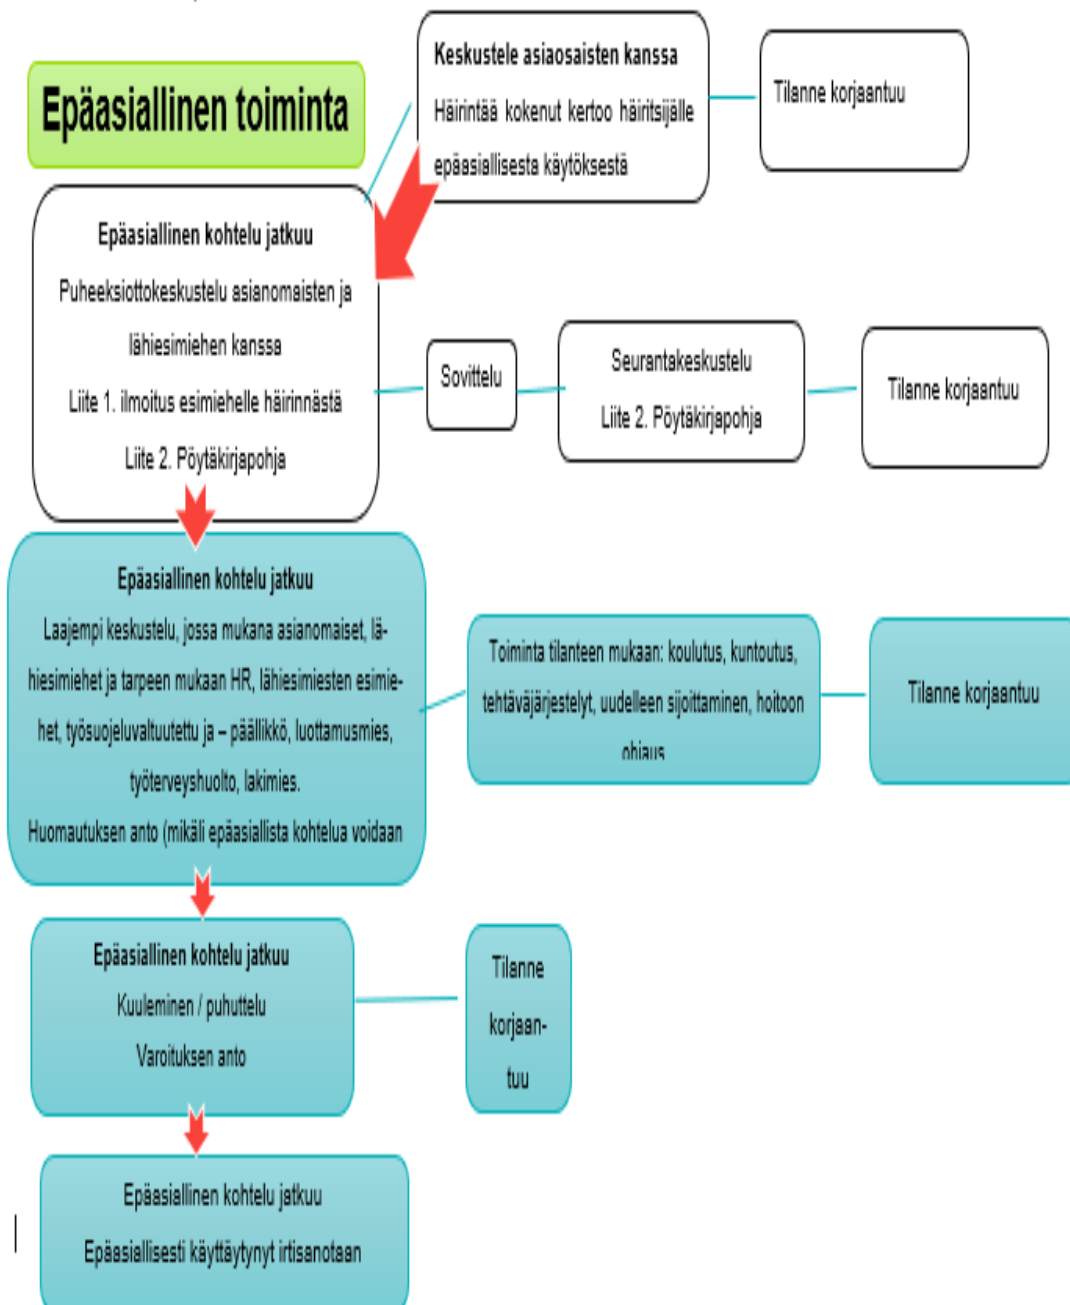 Epäasiallinen toiminta
Keskustele asiaosaisten kanssa
Häirintää kokenut kertoo häiritsijälle
epäasiallisesta käytöksestä
Tilanne korjaantuu
Epäasiallinen kohtelu jatkuu
Puheeksiottokeskustelu asianomaisten ja
lähiesimiehen kanssa
Liite 1. ilmoitus esimiehelle häirinnästä
Liite 2. Pöytäkirjapohja
Sovittelu
Seurantakeskustelu
Liite 2. Pöytäkirjapohja
Tilanne korjaantuu
Epäasiallinen kohtelu jatkuu
Laajempi keskustelu, jossa mukana asianomaiset, lä-
hiesimiehet ja tarpeen mukaan HR, lähiesimiesten esimie-
het, työsuojeluvaltuutettu ja – päällikkö, luottamusmies,
työterveyshuolto, lakimies.
Huomautuksen anto (mikäli epäasiallista kohtelua voidaan
Toiminta tilanteen mukaan: koulutus, kuntoutus,
tehtäväjärjestelyt, uudelleen sijoittaminen, hoitoon
ohjaus
Tilanne korjaantuu
Epäasiallinen kohtelu jatkuu
Kuuleminen / puhuttelu
Varoituksen anto
Tilanne
korjaan-
tuu
Epäasiallinen kohtelu jatkuu
Epäasiallisesti käyttäytynyt irtisanotaan